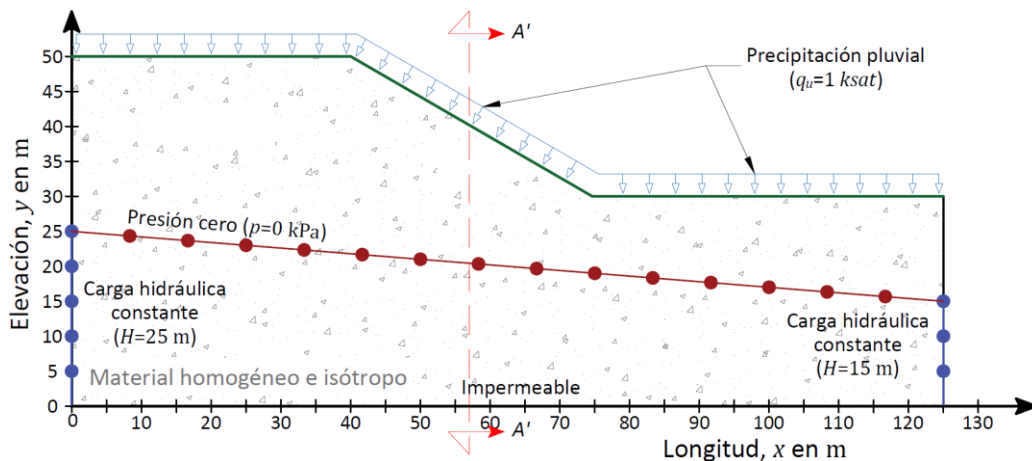 A'
Precipitación pluvial
(qu=1 ksat)
Elevación, y en m
50
45
40
35
30
25
20
15
10
5
0
Presión cero (p=0 kPa)
Carga hidráulica
constante
(H=25 m)
Carga hidráulica
constante
(H=15 m)
Material homogéneo e isótropo
Impermeable
0 10 20 30 40 50 60 70 80 90 100 110 120 130
A'
Longitud, x en m